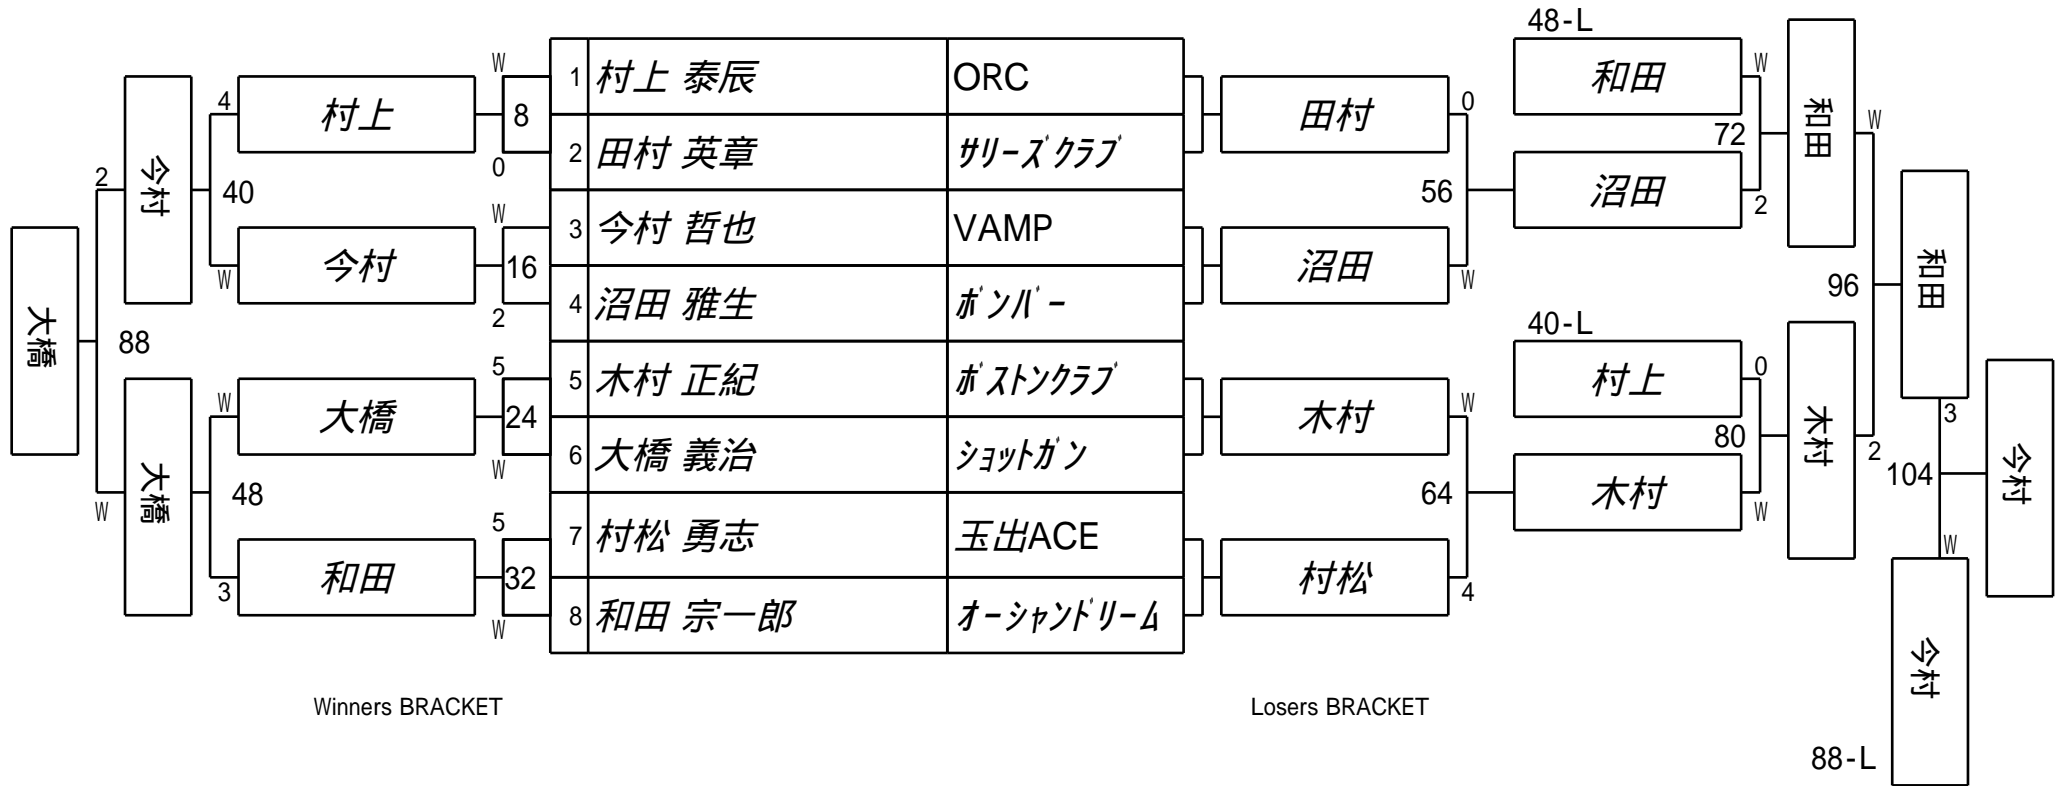 大橋
2
88
W
今村
大橋
4
40
W
W
48
3
村上
今村
大橋
和田
W
8
0
W
16
2
5
24
W
5
32
W
1 村上 泰辰 ORC
2 田村 英章 サリーズクラブ
3 今村 哲也 VAMP
4 沼田 雅生 ボンバー
5 木村 正紀 ボストンクラブ
6 大橋 義治 ショットガン
7 村松 勇志 玉出ACE
8 和田 宗一郎 オーシャンドリーム
田村
沼田
木村
村松
0
56
W
W
64
4
48-L
和田
沼田
40-L
村上
木村
W
72
2
0
80
W
和田
木村
W
96
2
和田
3
104
W
今村
88-L
今村
Winners BRACKET
Losers BRACKET